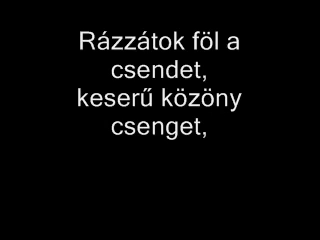 Rázzátok föl a
csendet,
keserű közöny
csenget,